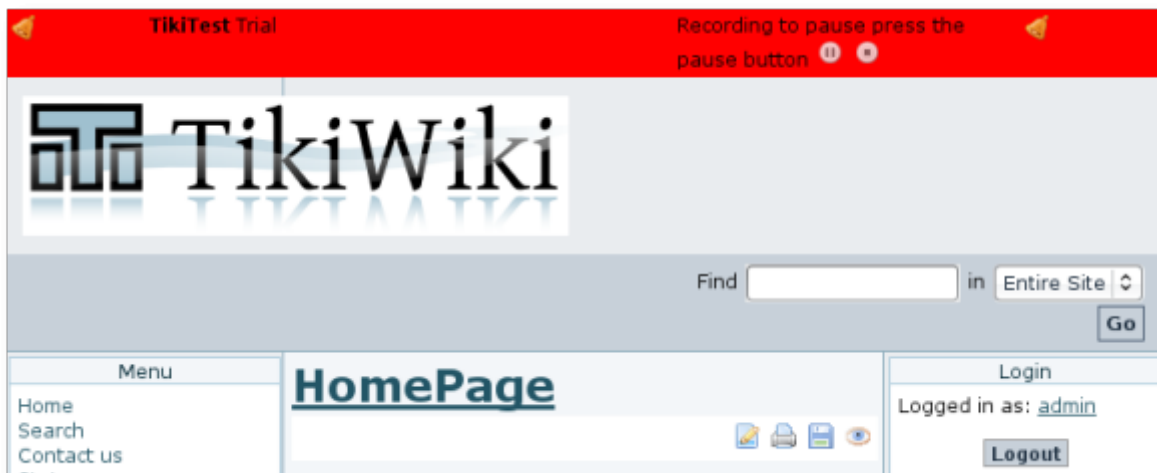 TikiTest Trial
Recording to pause press the
pause button
TikiWiki
Find
in
Entire Site
Go
Menu
Home
Search
Contact us
HomePage
Login
Logged in as: admin
Logout